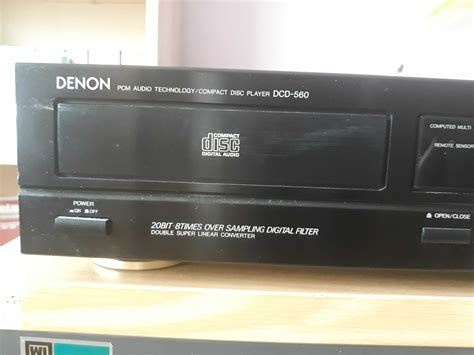 DENON PCM AUDIO TECHNOLOGY/COMPACT DISC PLAYER DCD-560
COMPUTED MULTI
REMOTE SENSOR
COMPACT
disc
DIGITAL AUDIO
POWER
ON OFF
20BIT·8TIMES OVER SAMPLING DIGITAL FILTER
DOUBLE SUPER LINEAR CONVERTER
OPEN/CLOSE
WI